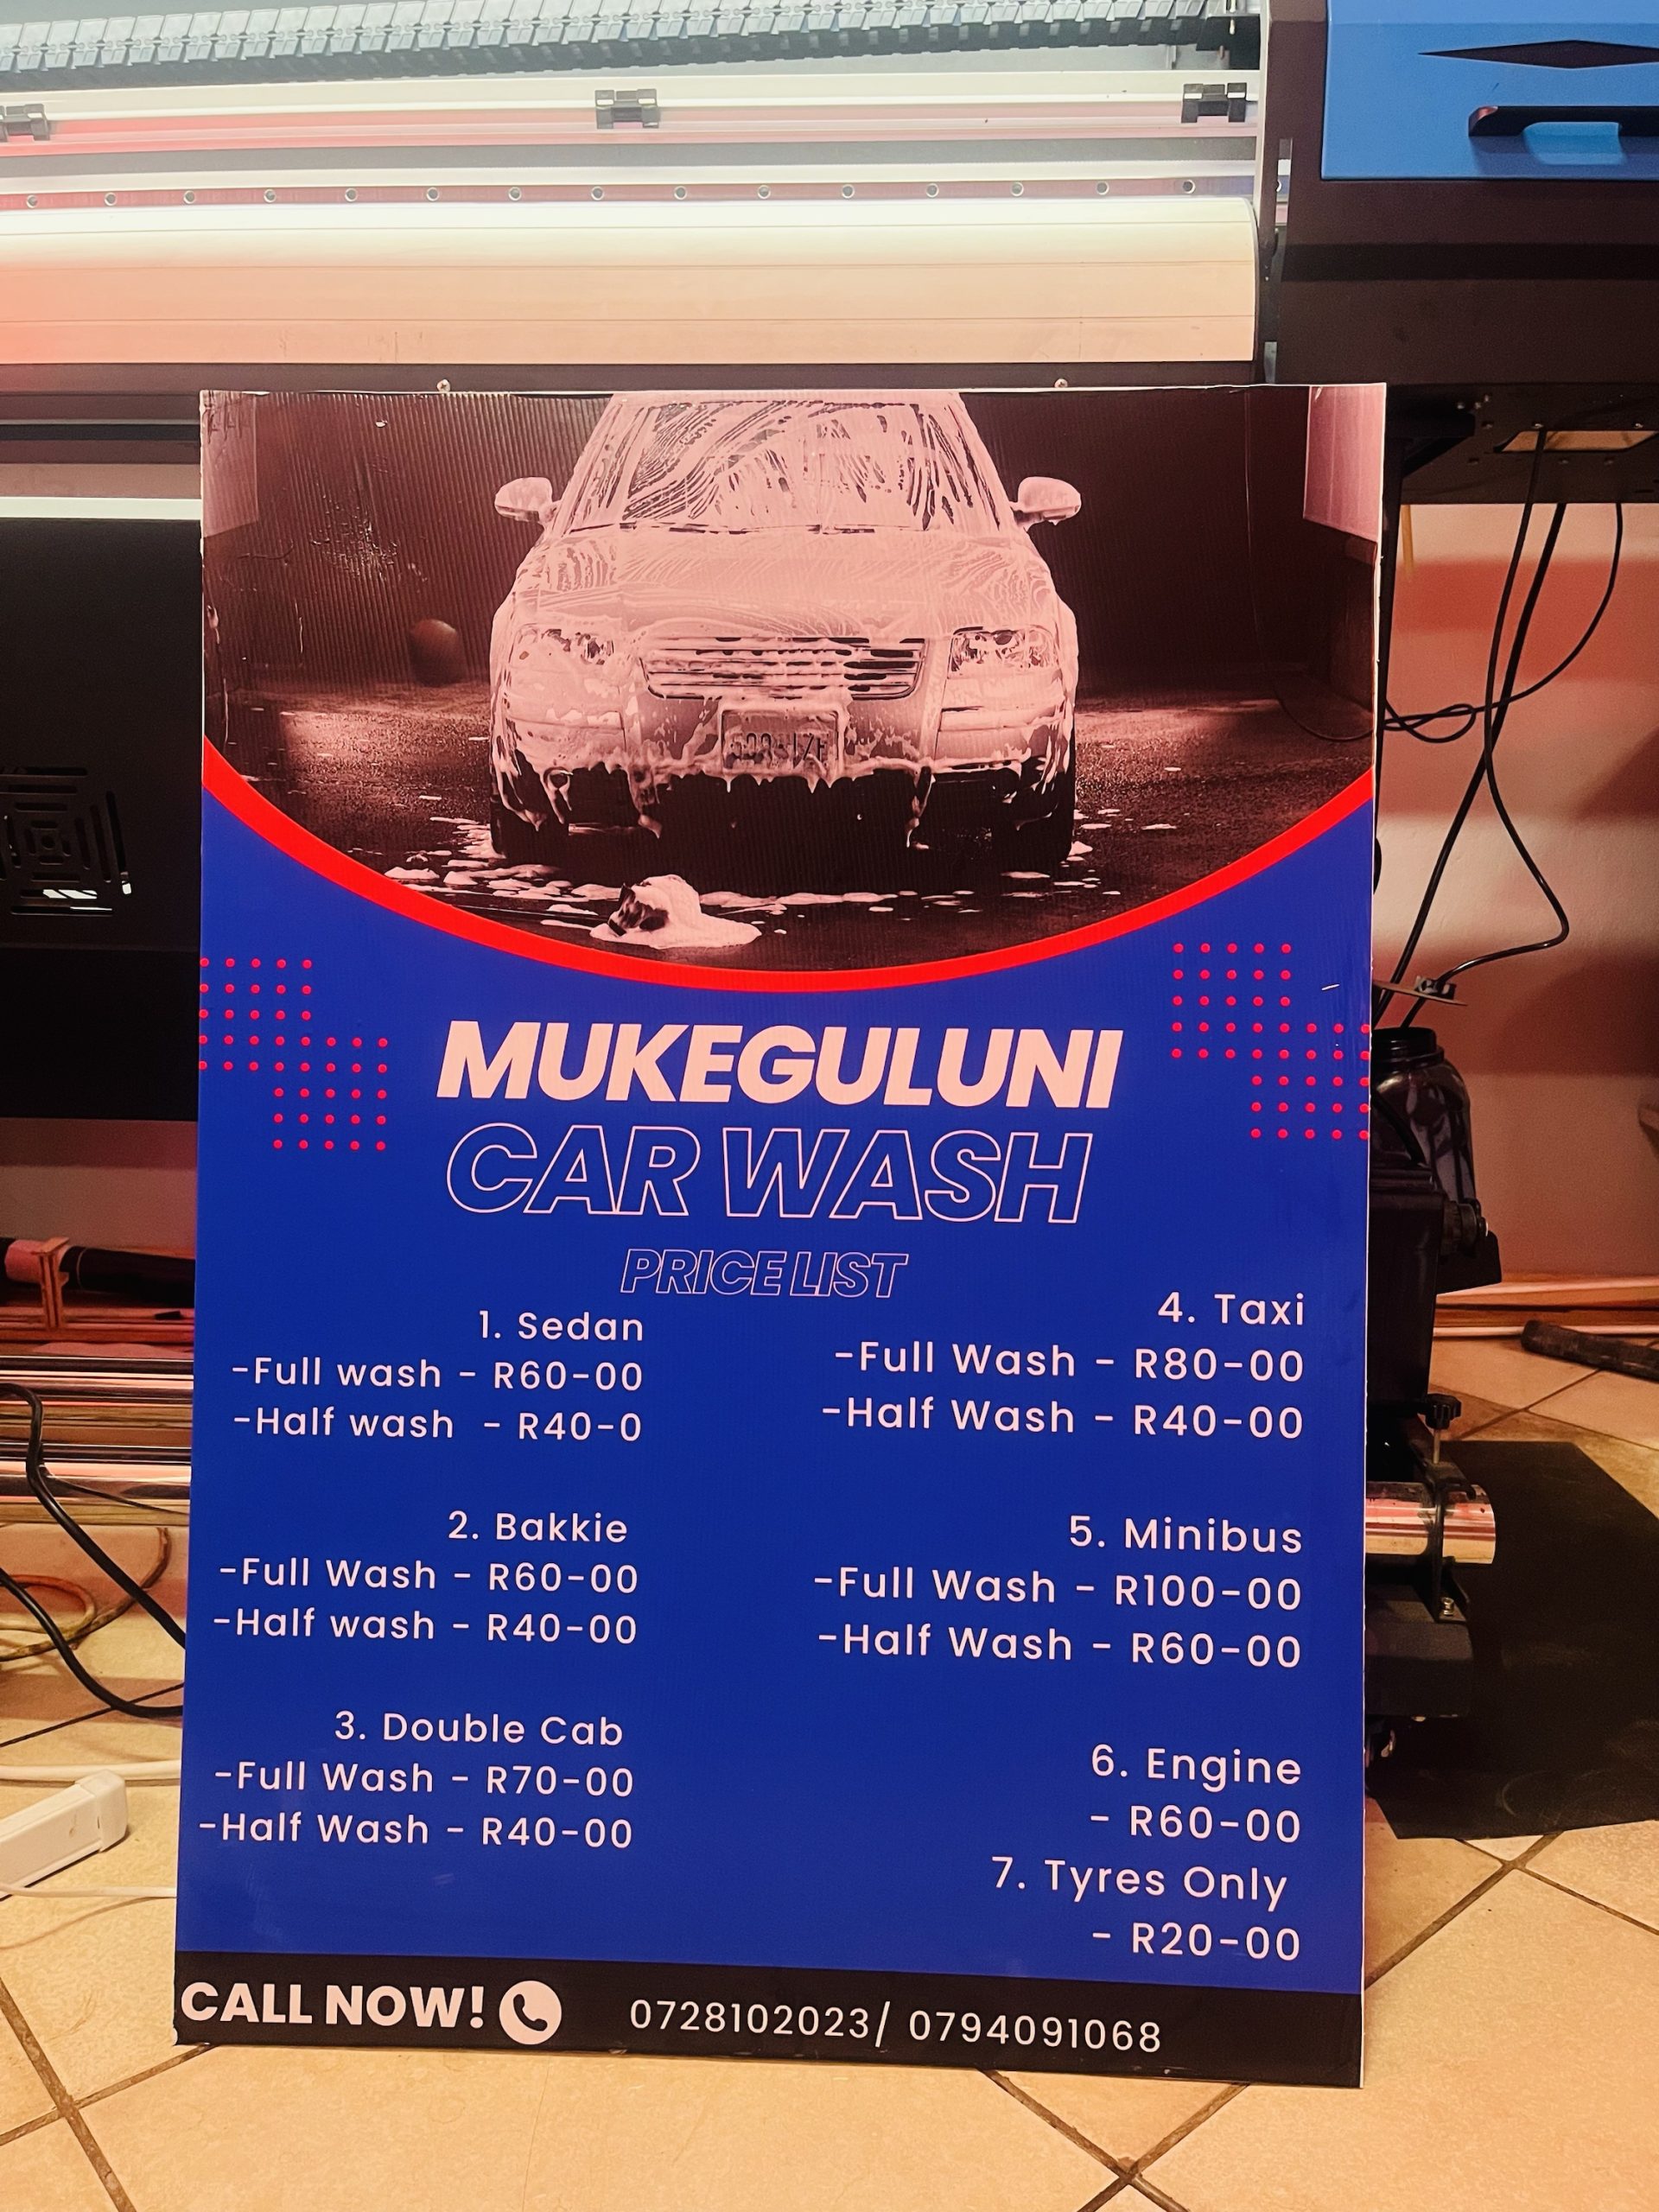 MUKEGULUNI
CAR WASH
PRICE LIST
1. Sedan
-Full wash - R60-00
-Half wash - R40-0
2. Bakkie
-Full Wash - R60-00
-Half wash - R40-00
3. Double Cab
-Full Wash - R70-00
-Half Wash - R40-00
4. Taxi
-Full Wash - R80-00
-Half Wash - R40-00
5. Minibus
-Full Wash - R100-00
-Half Wash - R60-00
6. Engine
- R60-00
7. Tyres Only
- R20-00
CALL NOW! 0728102023/ 0794091068